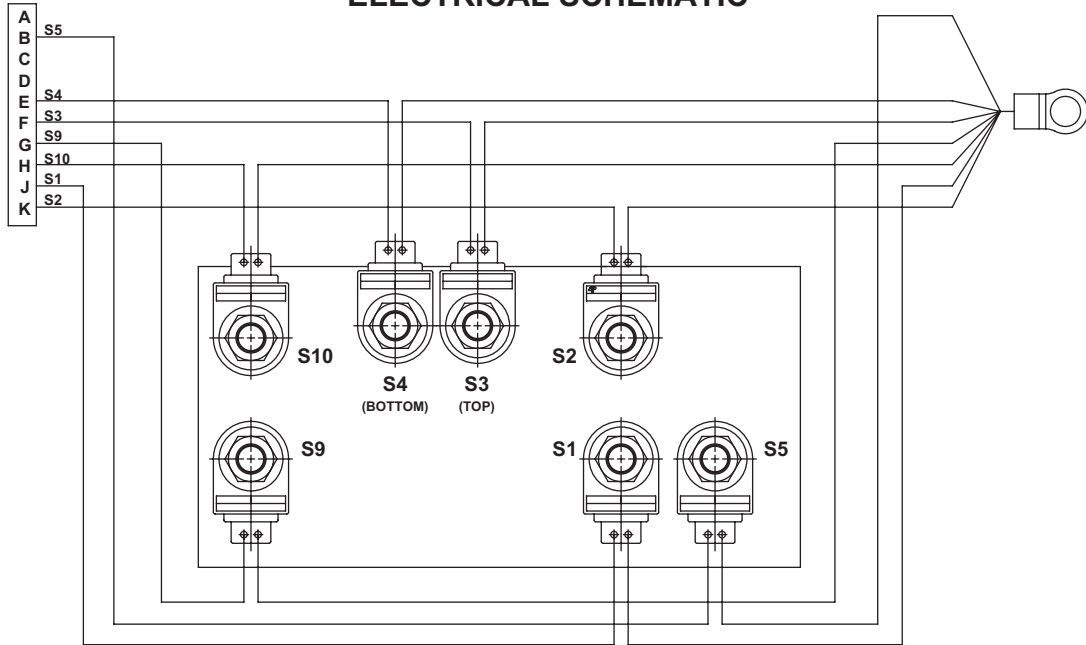 ELECTRICAL SCHEMATIC
A
B S5
C
D
E S4
F S3
G S9
H S10
J S1
K S2
S10
S4
(BOTTOM)
S3
(TOP)
S2
S9
S1
S5